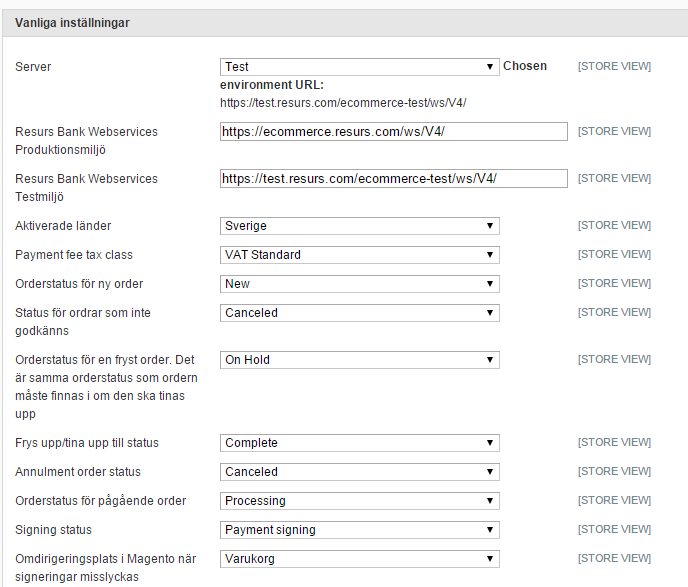 Vanliga inställningar
Server Test Chosen [STORE VIEW]
environment URL:
https://test.resurs.com/ecommerce-test/ws/V4/
Resurs Bank Webservices https://ecommerce.resurs.com/ws/V4/ [STORE VIEW]
Produktionsmiljö
Resurs Bank Webservices https://test.resurs.com/ecommerce-test/ws/V4/ [STORE VIEW]
Testmiljö
Aktiverade länder Sverige [STORE VIEW]
Payment fee tax class VAT Standard [STORE VIEW]
Orderstatus för ny order New [STORE VIEW]
Status för ordrar som inte Canceled [STORE VIEW]
godkänns
Orderstatus för en fryst order. Det On Hold [STORE VIEW]
är samma orderstatus som ordern
måste finnas i om den ska tinas
upp
Frys upp/tina upp till status Complete [STORE VIEW]
Annulment order status Canceled [STORE VIEW]
Orderstatus för pågående order Processing [STORE VIEW]
Signing status Payment signing [STORE VIEW]
Omdirigeringsplats i Magento när Varukorg [STORE VIEW]
signeringar misslyckas